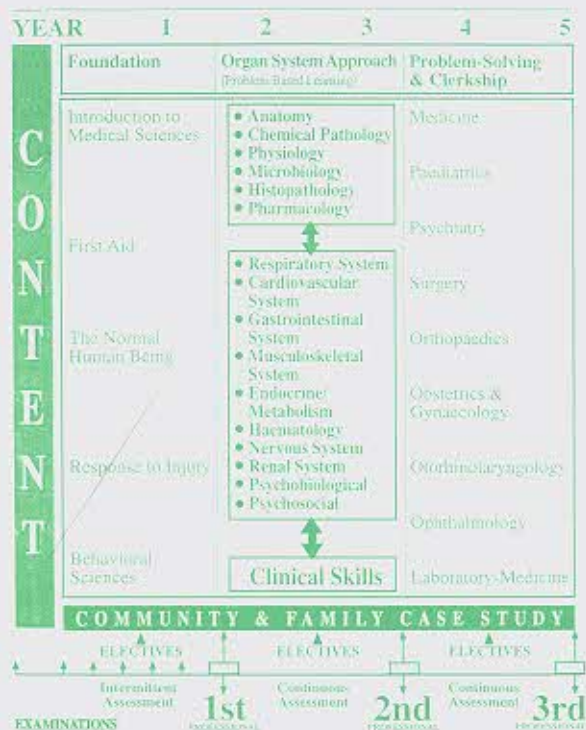 YEAR 1 2 3 4 5
Foundation
Organ System Approach
(Problem Based Learning)
Problem-Solving
& Clerkship
CONTENT
Introduction to
Medical Sciences
First Aid
The Normal
Human Being
Response to Injury
Behavioral
Sciences
• Anatomy
• Chemical Pathology
• Physiology
• Microbiology
• Histopathology
• Pharmacology
• Respiratory System
• Cardiovascular
System
• Gastrointestinal
System
• Musculoskeletal
System
• Endocrine/
Metabolism
• Haematology
• Nervous System
• Renal System
• Psychobiological
• Psychosocial
Clinical Skills
Medicine
Paediatrics
Psychiatry
Surgery
Orthopaedics
Obstetrics &
Gynaecology
Otorhinolaryngology
Ophthalmology
Laboratory-Medicine
COMMUNITY & FAMILY CASE STUDY
ELECTIVES ELECTIVES ELECTIVES
Intermittent
Assessment
1st
PROFESSIONAL
Continuous
Assessment
2nd
PROFESSIONAL
Continuous
Assessment
3rd
PROFESSIONAL
EXAMINATIONS